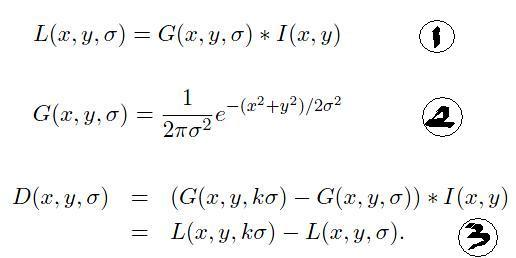 L(x, y, σ) = G(x, y, σ) ∗ I(x, y) 1
G(x, y, σ) = 1/(2πσ²) e^(−(x²+y²)/2σ²) 2
D(x, y, σ) = (G(x, y, kσ) − G(x, y, σ)) ∗ I(x, y)
= L(x, y, kσ) − L(x, y, σ). 3